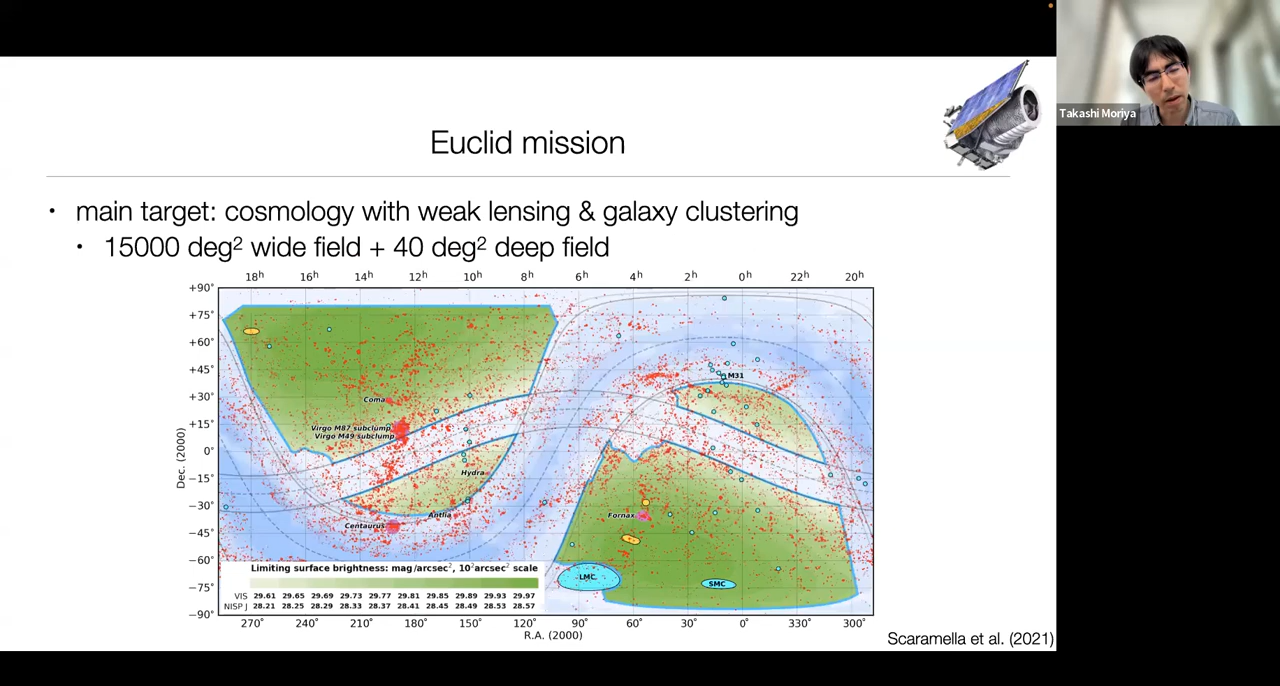 Takashi Moriya
Euclid mission
• main target: cosmology with weak lensing & galaxy clustering
• 15000 deg² wide field + 40 deg² deep field
18ʰ 16ʰ 14ʰ 12ʰ 10ʰ 8ʰ 6ʰ 4ʰ 2ʰ 0ʰ 22ʰ 20ʰ
+90°
+75°
+60°
+45°
+30°
+15°
0°
−15°
−30°
−45°
−60°
−75°
−90°
Dec. (2000)
M31
Coma
Virgo M87 subclump
Virgo M49 subclump
Hydra
Antlia
Centaurus
Fornax
LMC
SMC
Limiting surface brightness: mag/arcsec², 10²arcsec² scale
VIS 29.61 29.65 29.69 29.73 29.77 29.81 29.85 29.89 29.93 29.97
NISP J 28.21 28.25 28.29 28.33 28.37 28.41 28.45 28.49 28.53 28.57
270° 240° 210° 180° 150° 120° 90° 60° 30° 0° 330° 300°
R.A. (2000)
Scaramella et al. (2021)